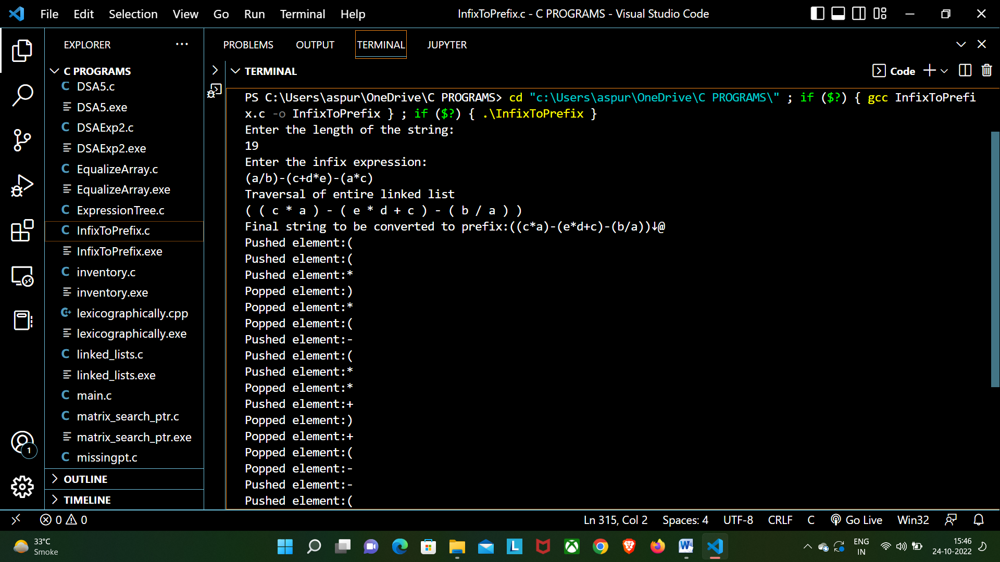 File Edit Selection View Go Run Terminal Help
InfixToPrefix.c - C PROGRAMS - Visual Studio Code
EXPLORER
C PROGRAMS
C DSA5.c
DSA5.exe
C DSAExp2.c
DSAExp2.exe
C EqualizeArray.c
EqualizeArray.exe
C ExpressionTree.c
C InfixToPrefix.c
InfixToPrefix.exe
C inventory.c
inventory.exe
C++ lexicographically.cpp
lexicographically.exe
C linked_lists.c
linked_lists.exe
C main.c
C matrix_search_ptr.c
matrix_search_ptr.exe
C missingpt.c
OUTLINE
TIMELINE
1
PROBLEMS OUTPUT TERMINAL JUPYTER
TERMINAL
Code
PS C:\Users\aspur\OneDrive\C PROGRAMS> cd "c:\Users\aspur\OneDrive\C PROGRAMS\" ; if ($?) { gcc InfixToPrefi
x.c -o InfixToPrefix } ; if ($?) { .\InfixToPrefix }
Enter the length of the string:
19
Enter the infix expression:
(a/b)-(c+d*e)-(a*c)
Traversal of entire linked list
( ( c * a ) - ( e * d + c ) - ( b / a ) )
Final string to be converted to prefix:((c*a)-(e*d+c)-(b/a))↓@
Pushed element:(
Pushed element:(
Pushed element:*
Popped element:)
Popped element:*
Popped element:(
Pushed element:-
Pushed element:(
Pushed element:*
Popped element:*
Pushed element:+
Popped element:)
Popped element:+
Popped element:(
Popped element:-
Pushed element:-
Pushed element:(
0 0
Ln 315, Col 2 Spaces: 4 UTF-8 CRLF C Go Live Win32
33°C
Smoke
ENG
IN
15:46
24-10-2022